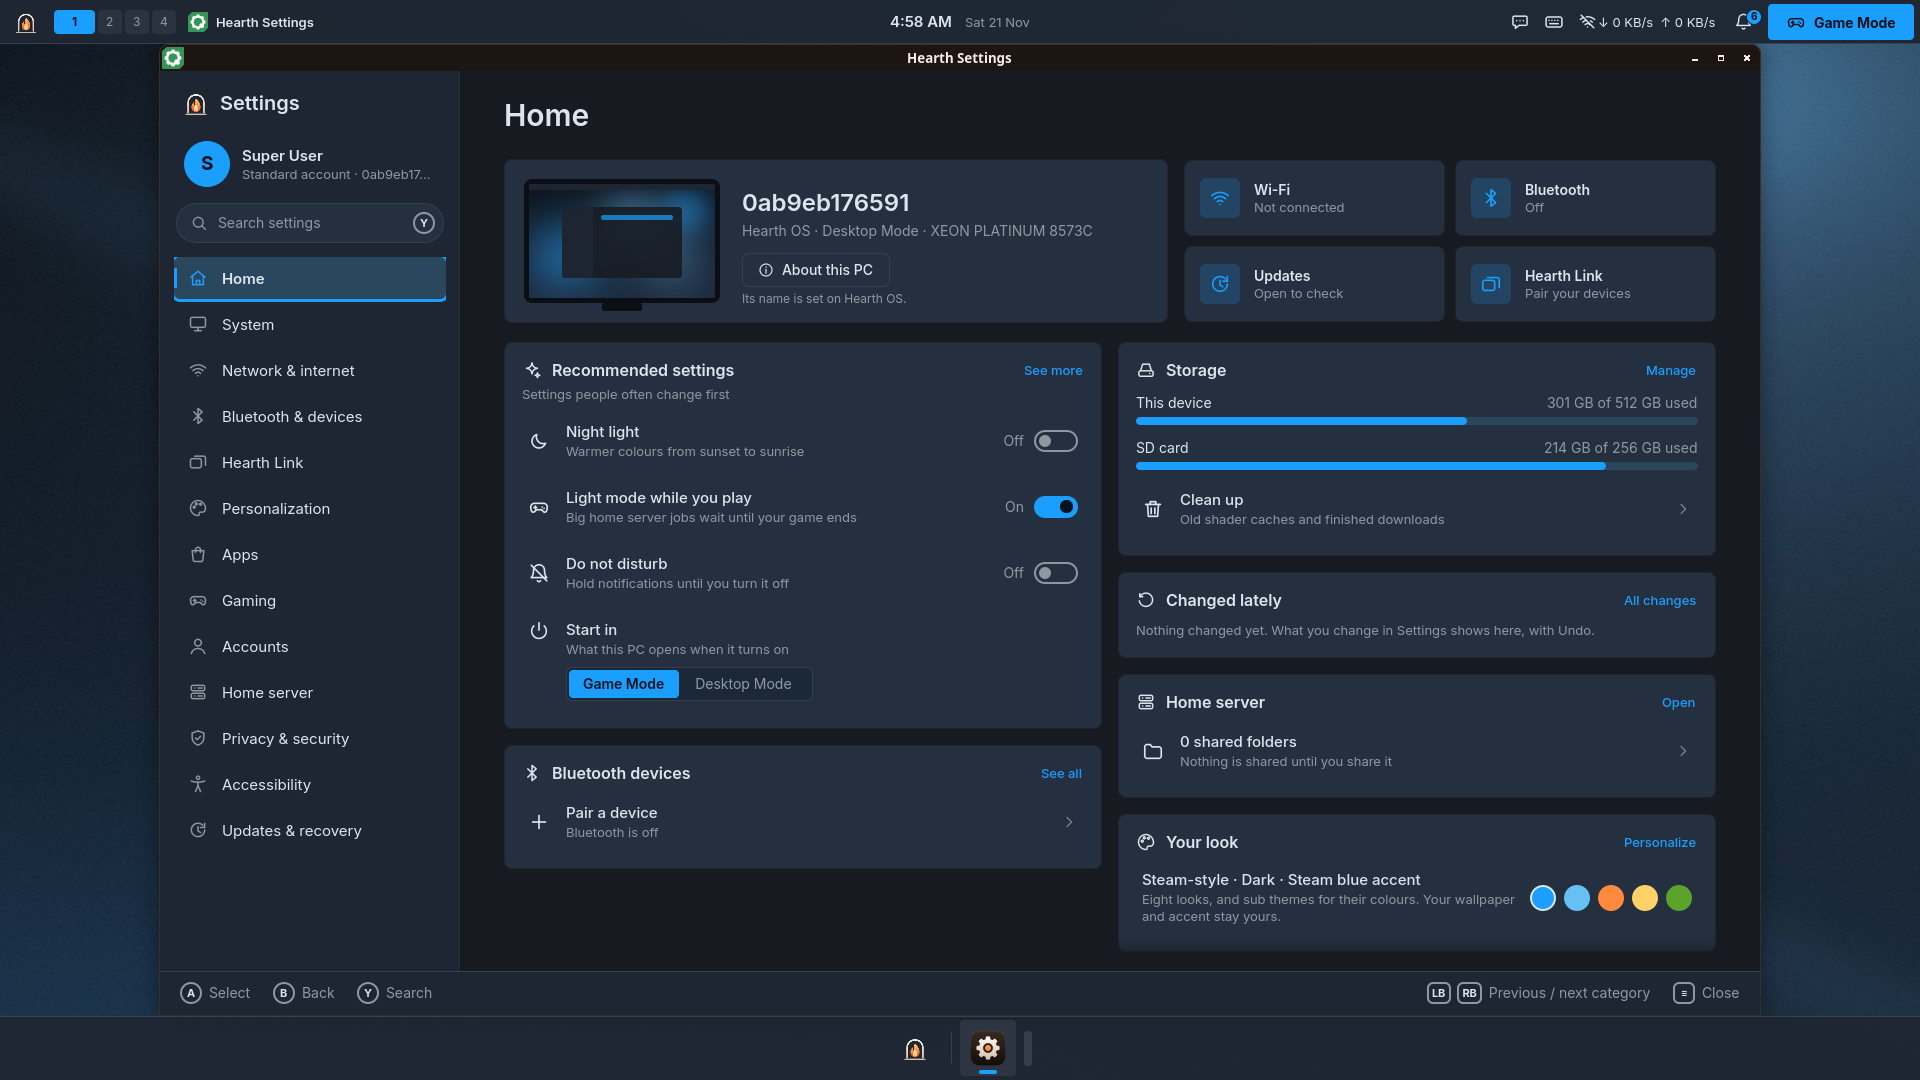 1 2 3 4 Hearth Settings
4:58 AM Sat 21 Nov
↓ 0 KB/s ↑ 0 KB/s
6
Game Mode
Hearth Settings
Settings
S
Super User
Standard account · 0ab9eb17...
Search settings
Y
Home
System
Network & internet
Bluetooth & devices
Hearth Link
Personalization
Apps
Gaming
Accounts
Home server
Privacy & security
Accessibility
Updates & recovery
Home
0ab9eb176591
Hearth OS · Desktop Mode · XEON PLATINUM 8573C
About this PC
Its name is set on Hearth OS.
Wi-Fi
Not connected
Bluetooth
Off
Updates
Open to check
Hearth Link
Pair your devices
Recommended settings
See more
Settings people often change first
Night light
Warmer colours from sunset to sunrise
Off
Light mode while you play
Big home server jobs wait until your game ends
On
Do not disturb
Hold notifications until you turn it off
Off
Start in
What this PC opens when it turns on
Game Mode Desktop Mode
Bluetooth devices
See all
Pair a device
Bluetooth is off
Storage
Manage
This device 301 GB of 512 GB used
SD card 214 GB of 256 GB used
Clean up
Old shader caches and finished downloads
Changed lately
All changes
Nothing changed yet. What you change in Settings shows here, with Undo.
Home server
Open
0 shared folders
Nothing is shared until you share it
Your look
Personalize
Steam-style · Dark · Steam blue accent
Eight looks, and sub themes for their colours. Your wallpaper
and accent stay yours.
A Select B Back Y Search
LB RB Previous / next category ≡ Close